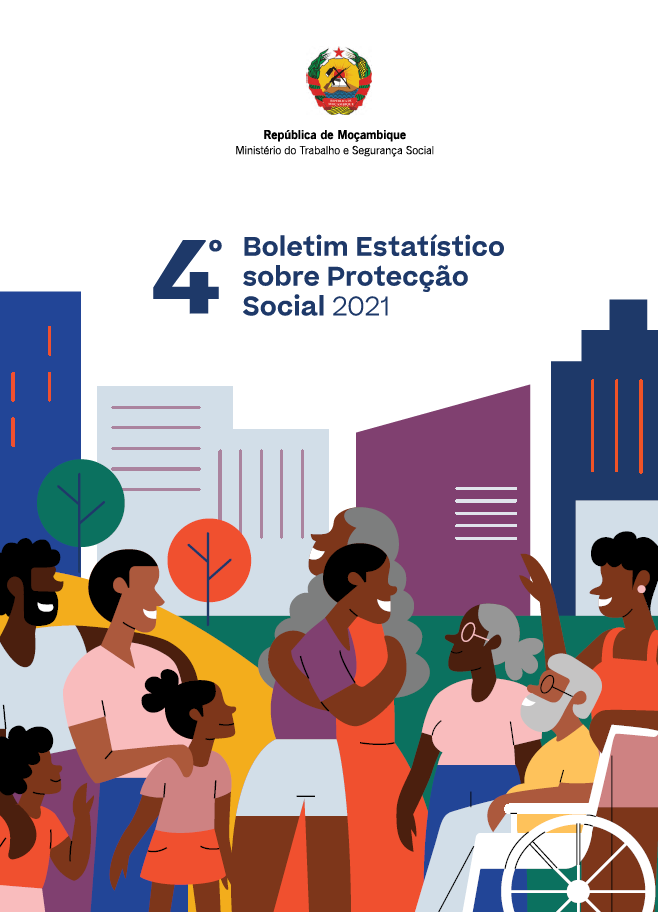 República de Moçambique
Ministério do Trabalho e Segurança Social
4º
Boletim Estatístico
sobre Protecção
Social 2021